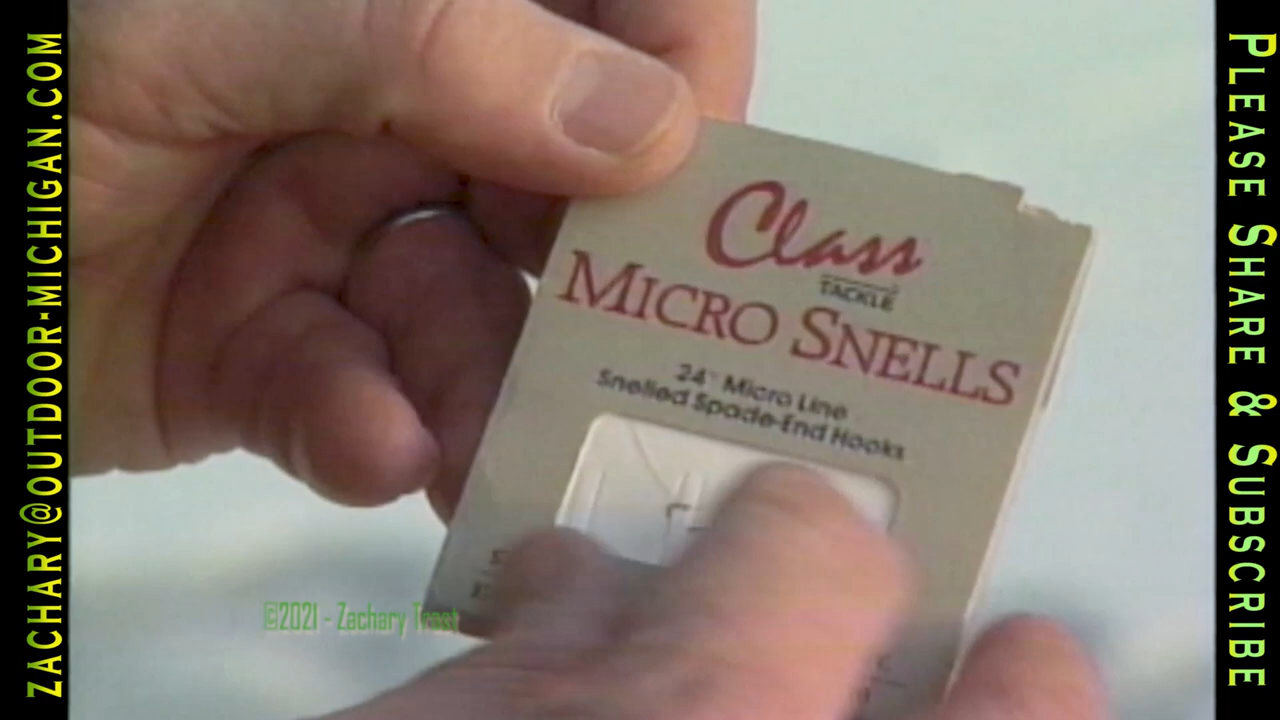 ZACHARY@OUTDOOR-MICHIGAN.COM
Class
TACKLE
MICRO SNELLS
24" Micro Line
Snelled Spade-End Hooks
©2021 - Zachary Trost
PLEASE SHARE & SUBSCRIBE